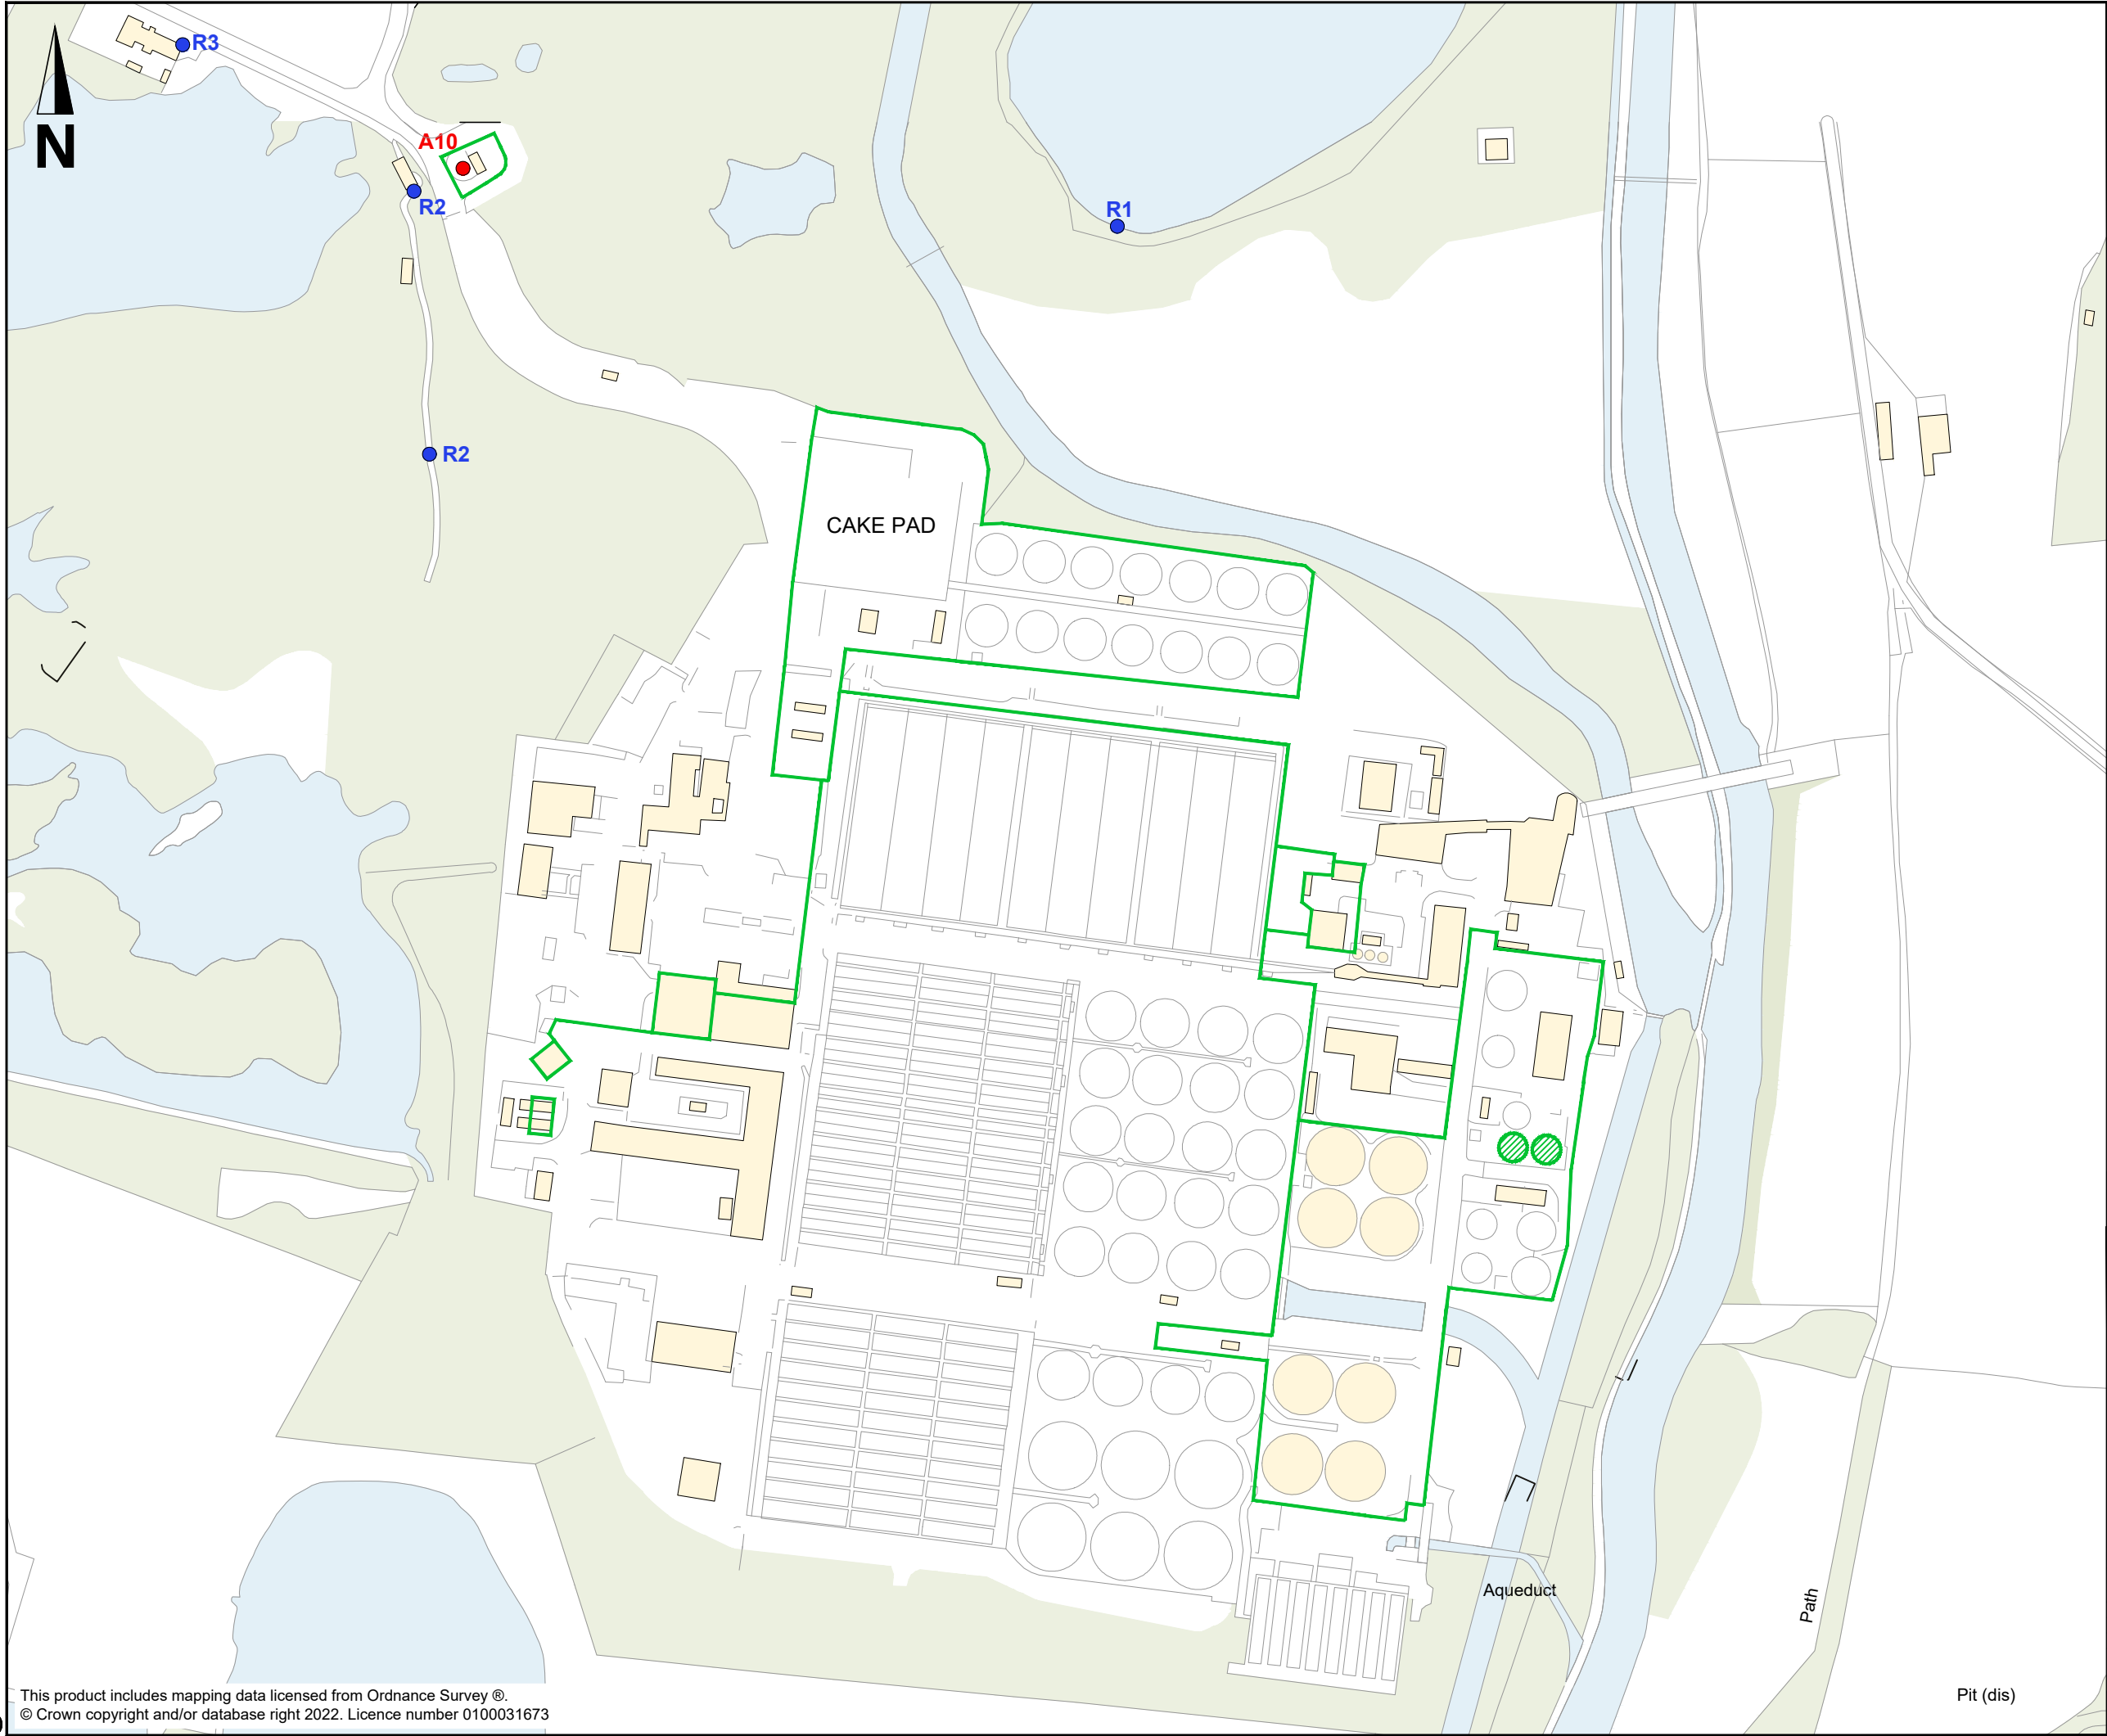 R3
N
A10
R2
R1
R2
CAKE PAD
Aqueduct
Path
Pit (dis)
This product includes mapping data licensed from Ordnance Survey ®.
© Crown copyright and/or database right 2022. Licence number 0100031673